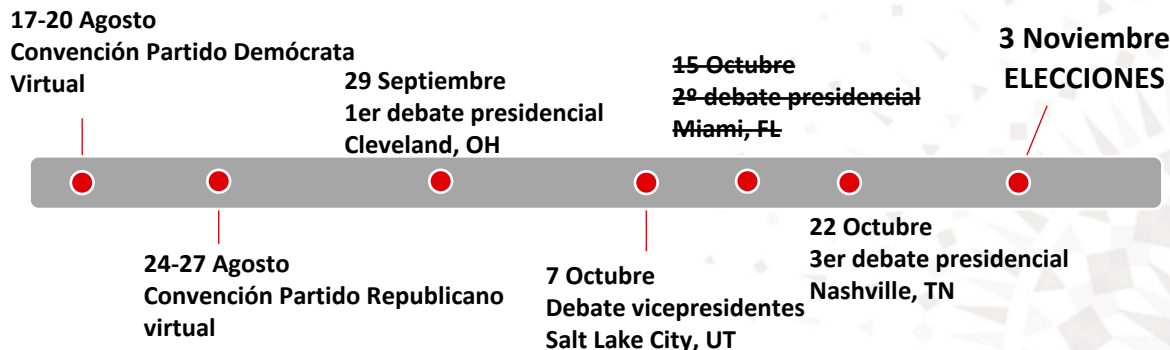 17-20 Agosto
Convención Partido Demócrata
Virtual
24-27 Agosto
Convención Partido Republicano
virtual
29 Septiembre
1er debate presidencial
Cleveland, OH
7 Octubre
Debate vicepresidentes
Salt Lake City, UT
15 Octubre
2º debate presidencial
Miami, FL
22 Octubre
3er debate presidencial
Nashville, TN
3 Noviembre
ELECCIONES